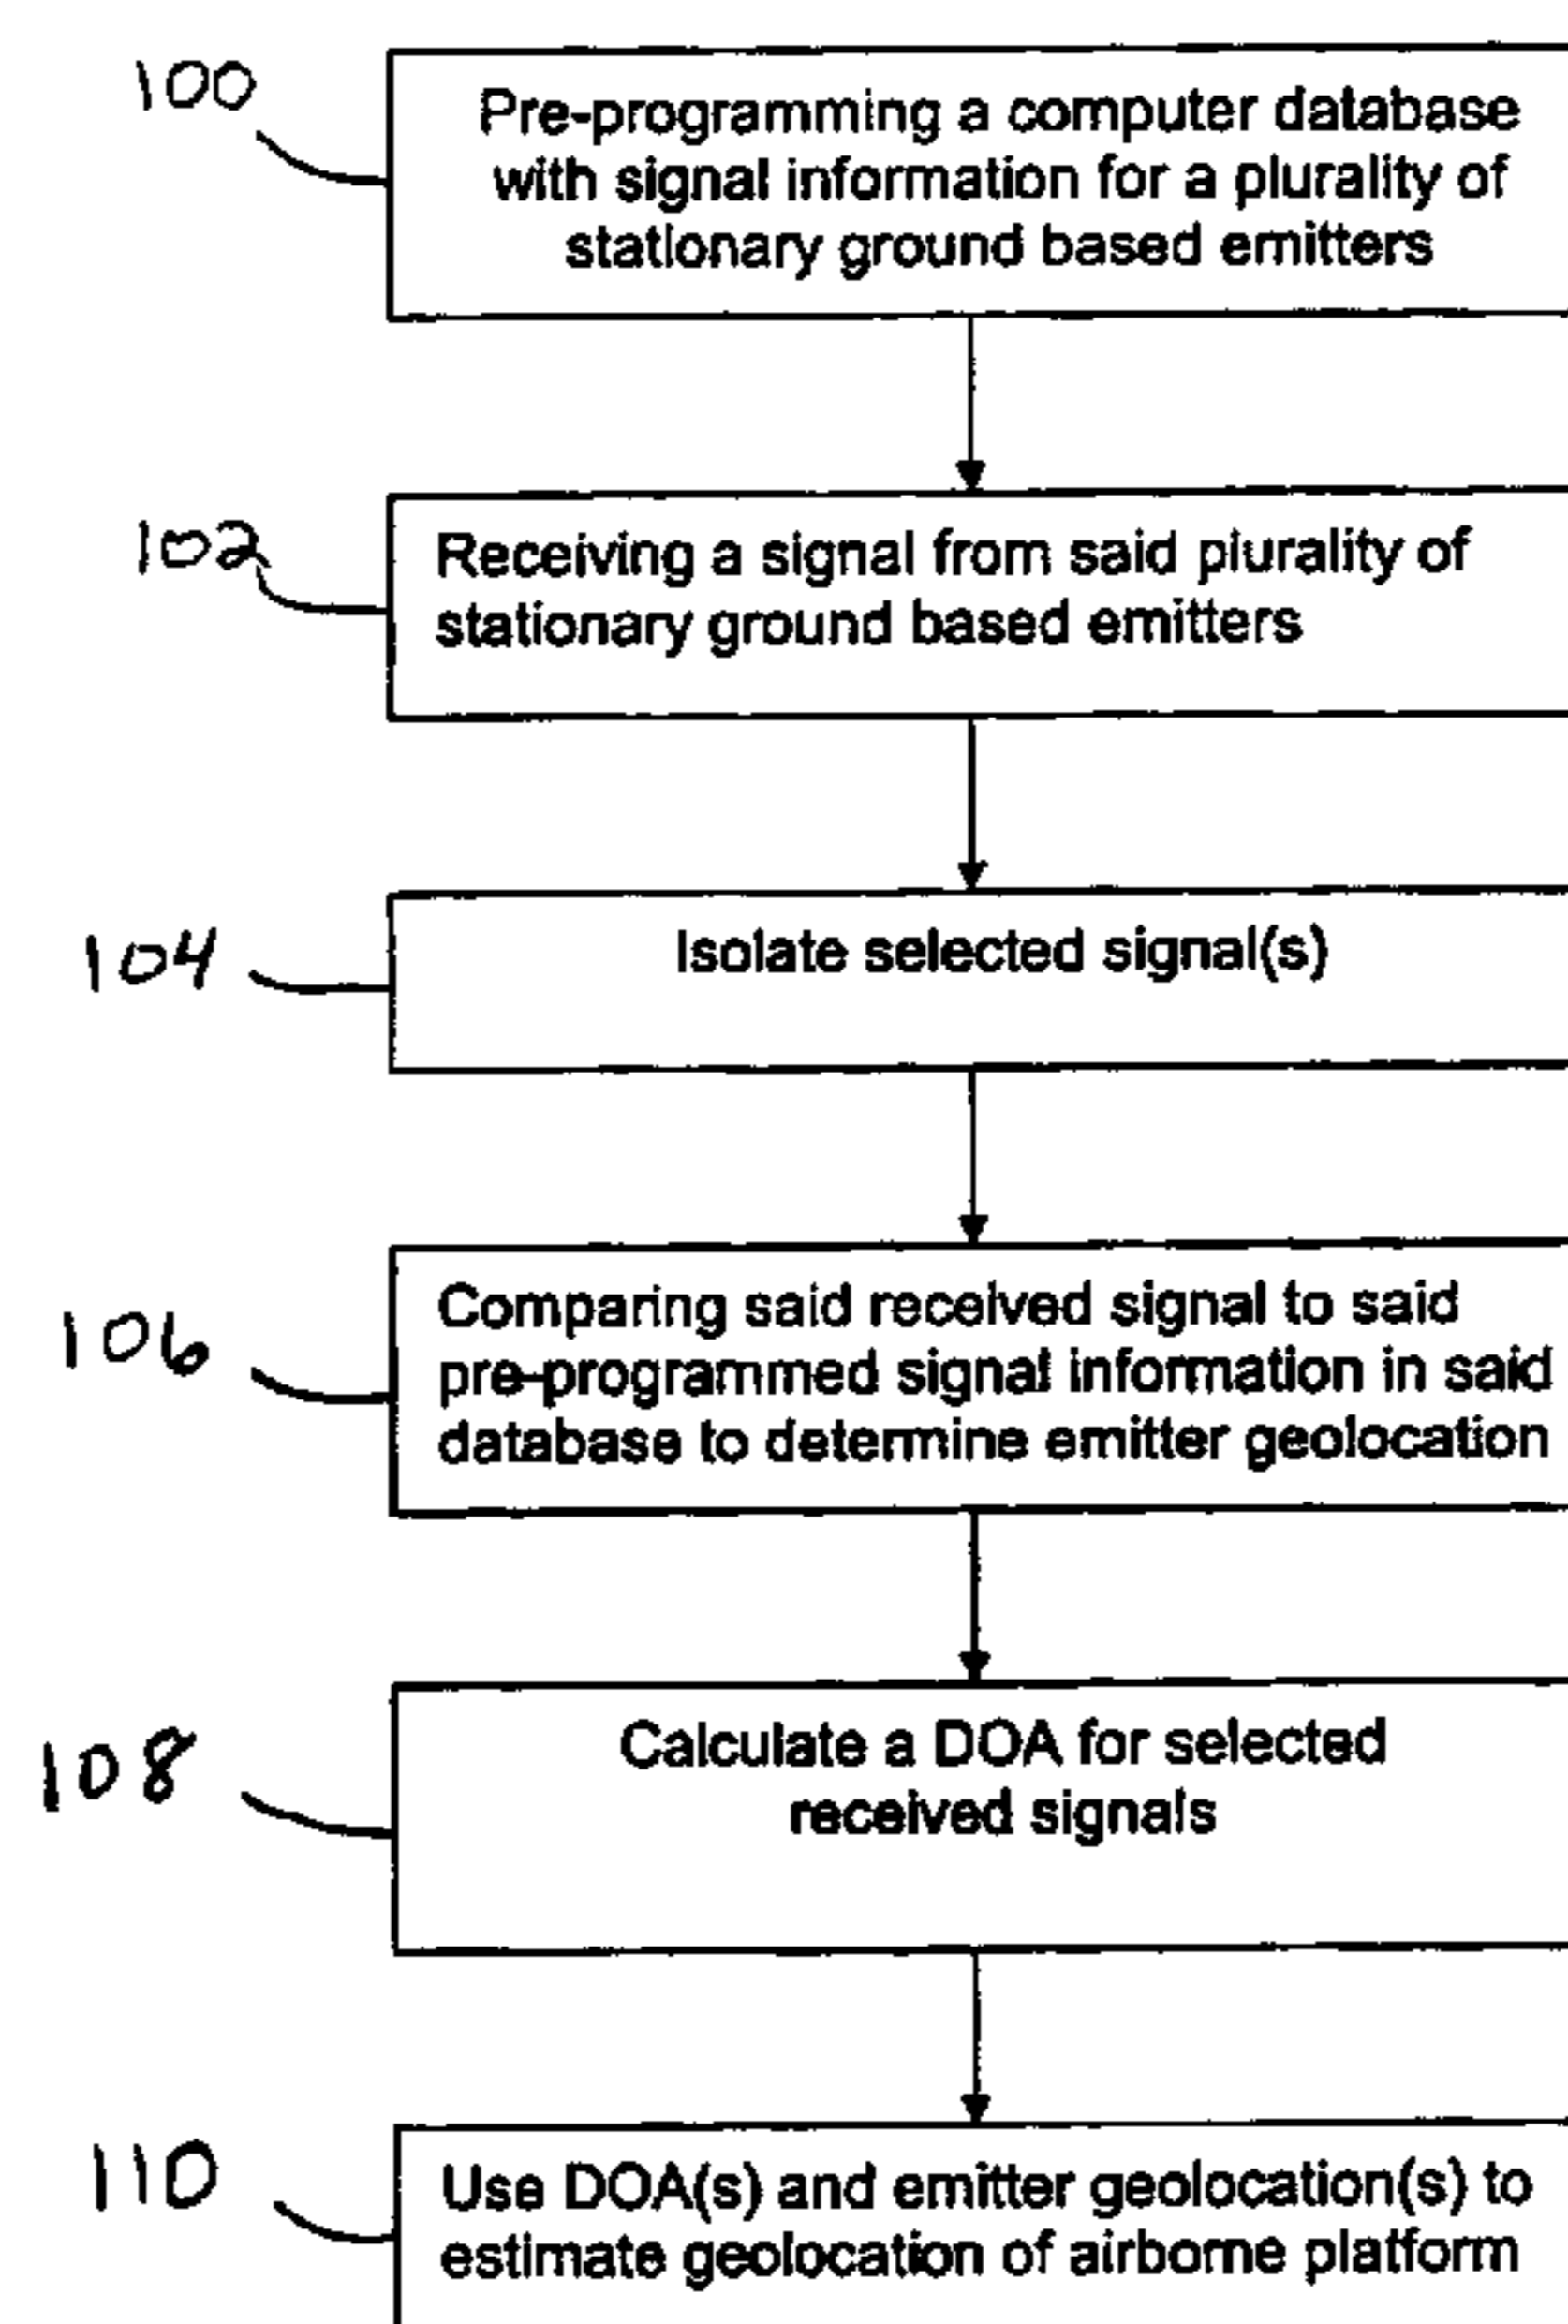 100
Pre-programming a computer database
with signal information for a plurality of
stationary ground based emitters
102
Receiving a signal from said plurality of
stationary ground based emitters
104
Isolate selected signal(s)
106
Comparing said received signal to said
pre-programmed signal information in said
database to determine emitter geolocation
108
Calculate a DOA for selected
received signals
110
Use DOA(s) and emitter geolocation(s) to
estimate geolocation of airborne platform